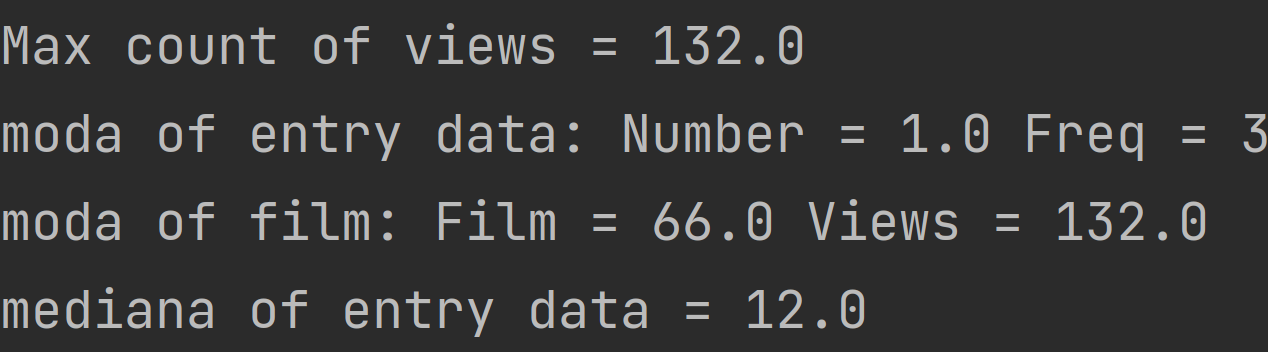 Max count of views = 132.0
moda of entry data: Number = 1.0 Freq = 3
moda of film: Film = 66.0 Views = 132.0
mediana of entry data = 12.0